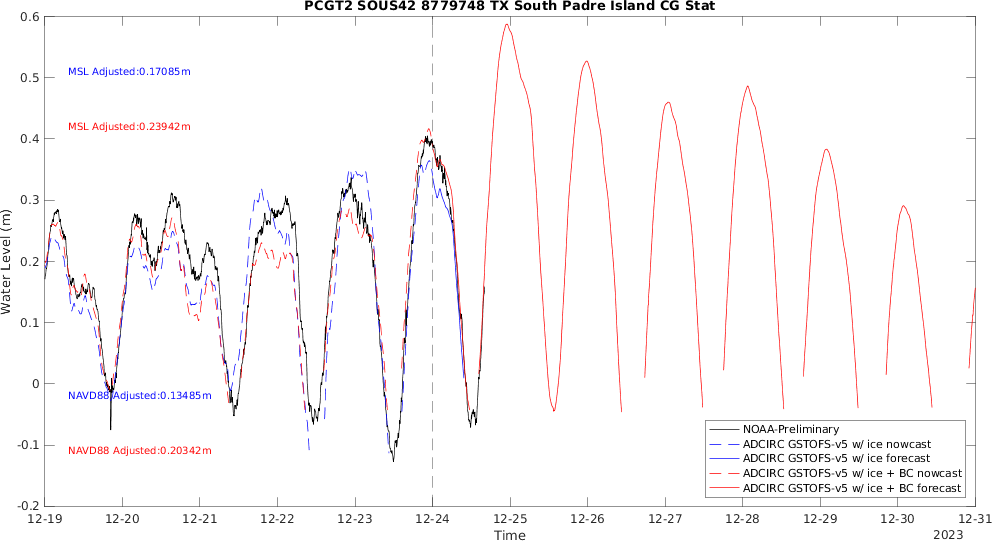 PCGT2 SOUS42 8779748 TX South Padre Island CG Stat
0.6
0.5
0.4
0.3
0.2
0.1
0
-0.1
-0.2
Water Level (m)
MSL Adjusted:0.17085m
MSL Adjusted:0.23942m
NAVD88 Adjusted:0.13485m
NAVD88 Adjusted:0.20342m
NOAA-Preliminary
ADCIRC GSTOFS-v5 w/ ice nowcast
ADCIRC GSTOFS-v5 w/ ice forecast
ADCIRC GSTOFS-v5 w/ ice + BC nowcast
ADCIRC GSTOFS-v5 w/ ice + BC forecast
12-19 12-20 12-21 12-22 12-23 12-24 12-25 12-26 12-27 12-28 12-29 12-30 12-31
Time
2023